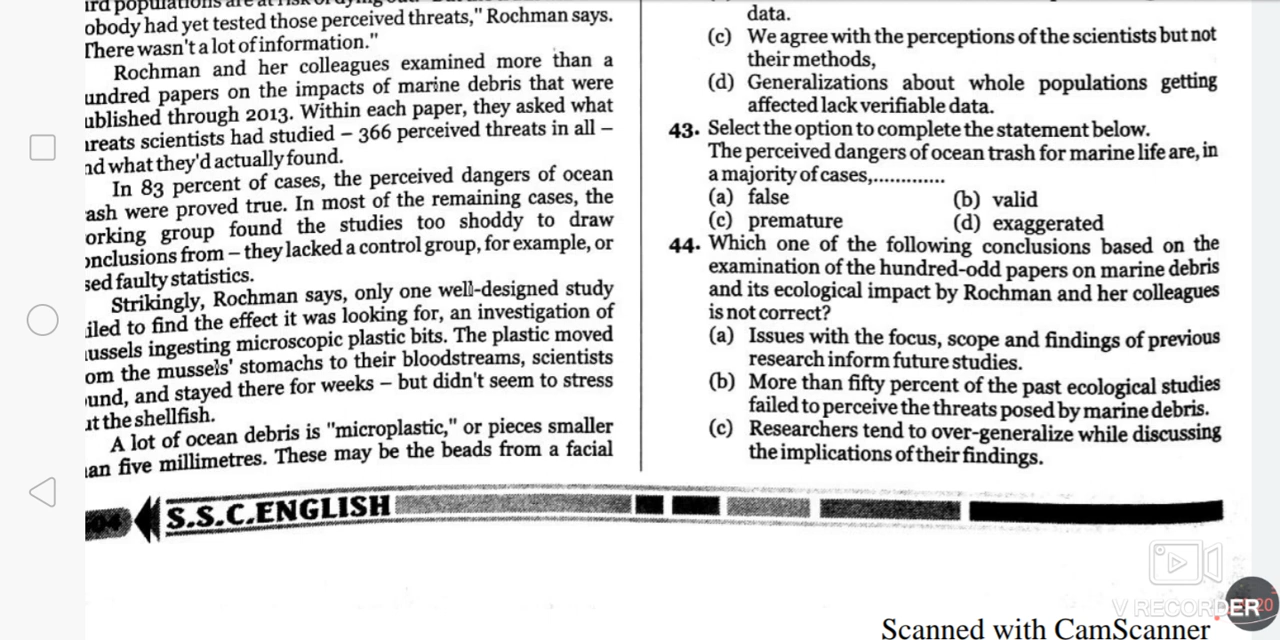 ird populations are at risk of dying out. But
obody had yet tested those perceived threats," Rochman says.
There wasn't a lot of information."
Rochman and her colleagues examined more than a
undred papers on the impacts of marine debris that were
ublished through 2013. Within each paper, they asked what
reats scientists had studied – 366 perceived threats in all –
nd what they'd actually found.
In 83 percent of cases, the perceived dangers of ocean
ash were proved true. In most of the remaining cases, the
orking group found the studies too shoddy to draw
onclusions from – they lacked a control group, for example, or
sed faulty statistics.
Strikingly, Rochman says, only one well-designed study
iled to find the effect it was looking for, an investigation of
ussels ingesting microscopic plastic bits. The plastic moved
om the mussels' stomachs to their bloodstreams, scientists
und, and stayed there for weeks – but didn't seem to stress
ut the shellfish.
A lot of ocean debris is "microplastic," or pieces smaller
an five millimetres. These may be the beads from a facial
data.
(c) We agree with the perceptions of the scientists but not
their methods,
(d) Generalizations about whole populations getting
affected lack verifiable data.
43. Select the option to complete the statement below.
The perceived dangers of ocean trash for marine life are, in
a majority of cases,.............
(a) false (b) valid
(c) premature (d) exaggerated
44. Which one of the following conclusions based on the
examination of the hundred-odd papers on marine debris
and its ecological impact by Rochman and her colleagues
is not correct?
(a) Issues with the focus, scope and findings of previous
research inform future studies.
(b) More than fifty percent of the past ecological studies
failed to perceive the threats posed by marine debris.
(c) Researchers tend to over-generalize while discussing
the implications of their findings.
S.S.C.ENGLISH
V RECORDER
Scanned with CamScanner